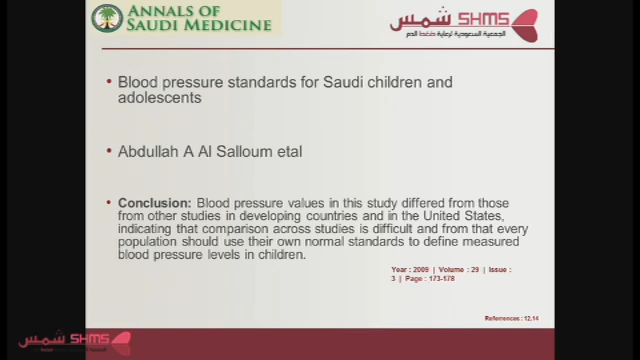 ANNALS OF
SAUDI MEDICINE
شمس SHMS
الجمعية السعودية لرعاية ضغط الدم
• Blood pressure standards for Saudi children and
adolescents
• Abdullah A Al Salloum etal
• Conclusion: Blood pressure values in this study differed from those
from other studies in developing countries and in the United States,
indicating that comparison across studies is difficult and from that every
population should use their own normal standards to define measured
blood pressure levels in children.
Year : 2009 | Volume : 29 | Issue :
3 | Page : 173-178
References : 12,14
شمس SHMS